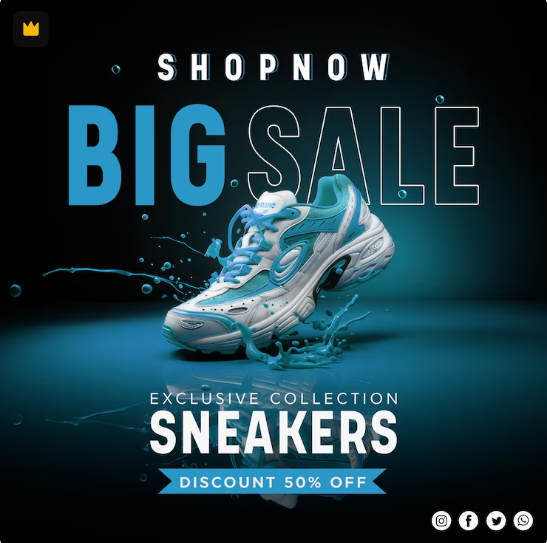 SHOPNOW
BIG SALE
EXCLUSIVE COLLECTION
SNEAKERS
DISCOUNT 50% OFF